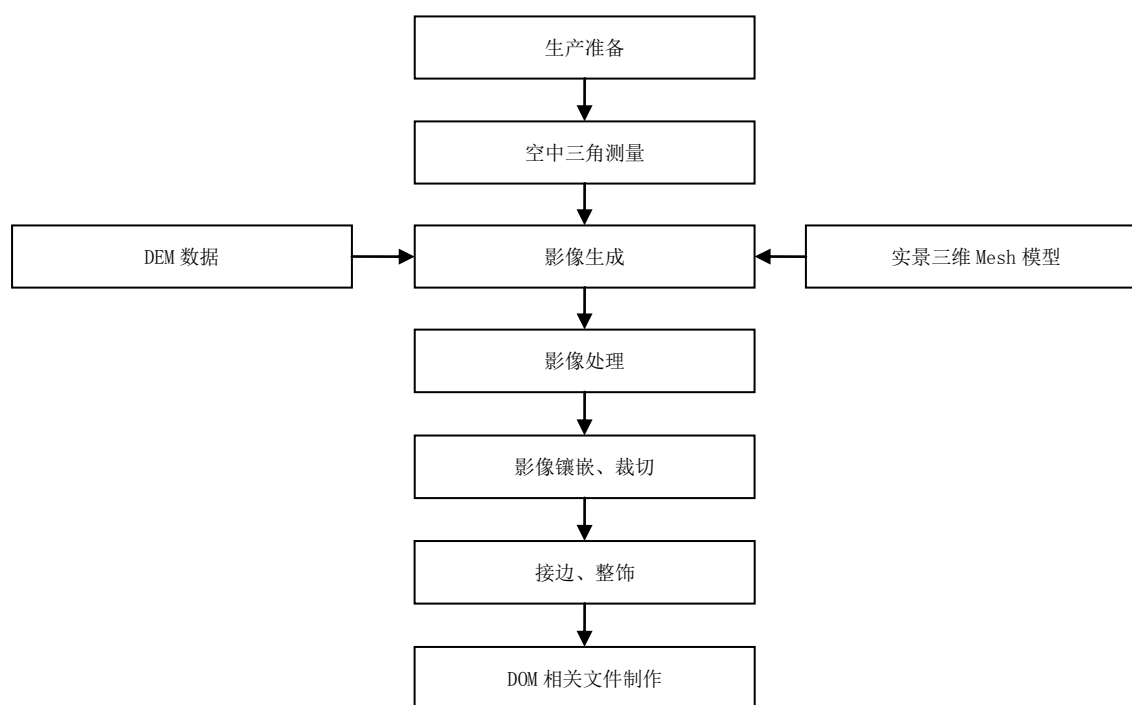 生产准备
空中三角测量
DEM 数据
影像生成
实景三维 Mesh 模型
影像处理
影像镶嵌、裁切
接边、整饰
DOM 相关文件制作